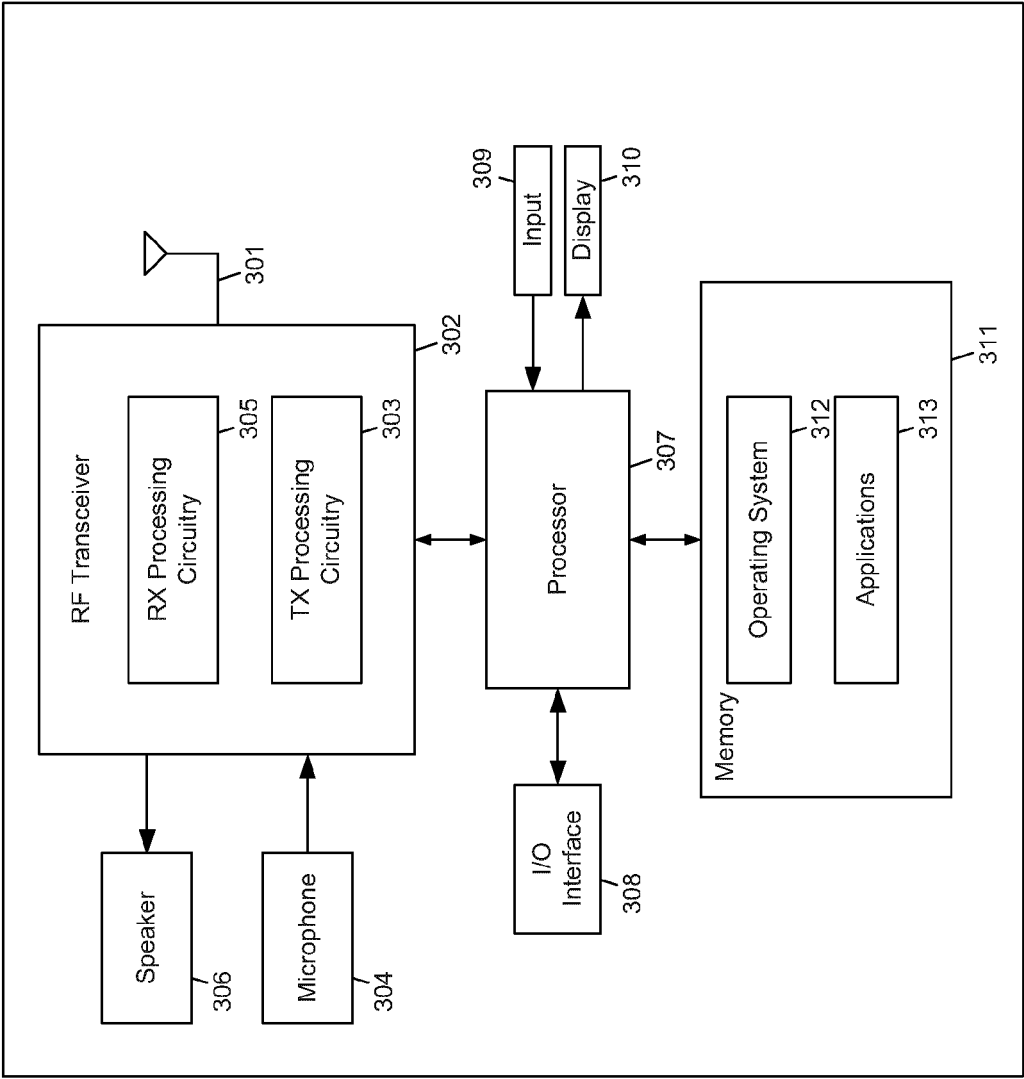 301
RF Transceiver
302
RX Processing
Circuitry
305
TX Processing
Circuitry
303
Speaker
306
Microphone
304
Input
309
Display
310
Processor
307
I/O
Interface
308
Memory
311
Operating System
312
Applications
313